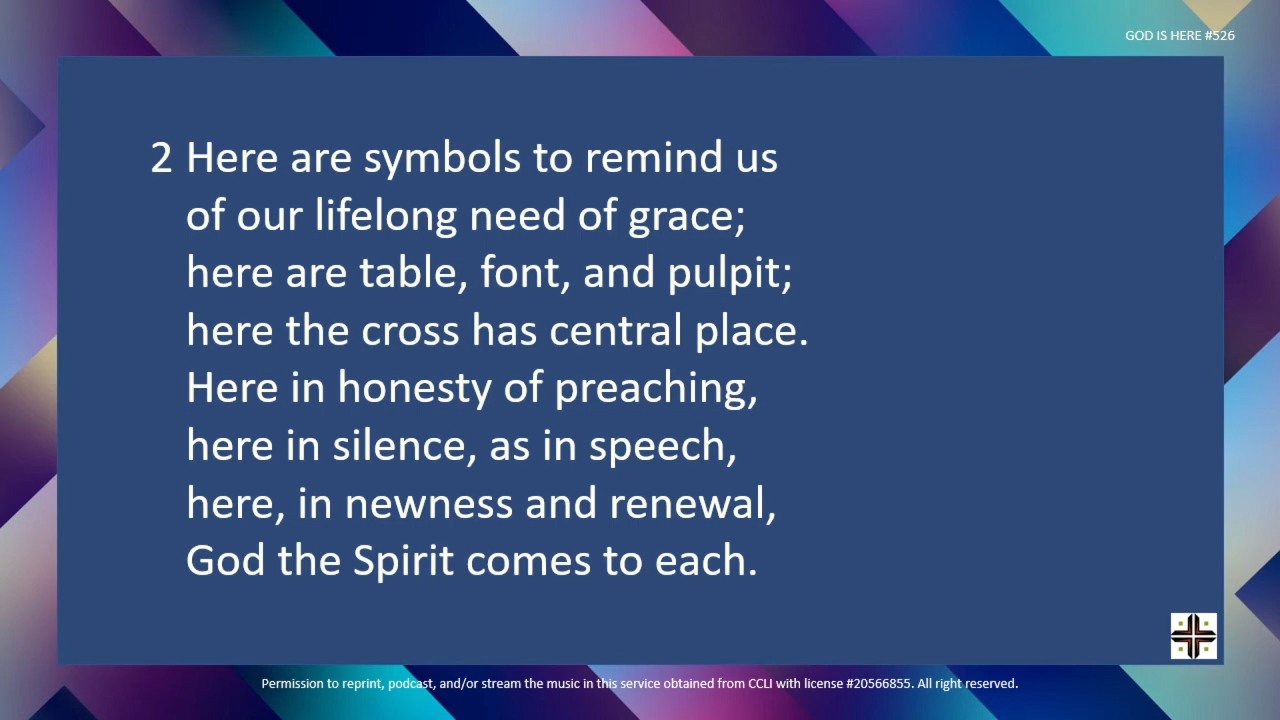 GOD IS HERE #526
2 Here are symbols to remind us
of our lifelong need of grace;
here are table, font, and pulpit;
here the cross has central place.
Here in honesty of preaching,
here in silence, as in speech,
here, in newness and renewal,
God the Spirit comes to each.
Permission to reprint, podcast, and/or stream the music in this service obtained from CCLI with license #20566855. All right reserved.